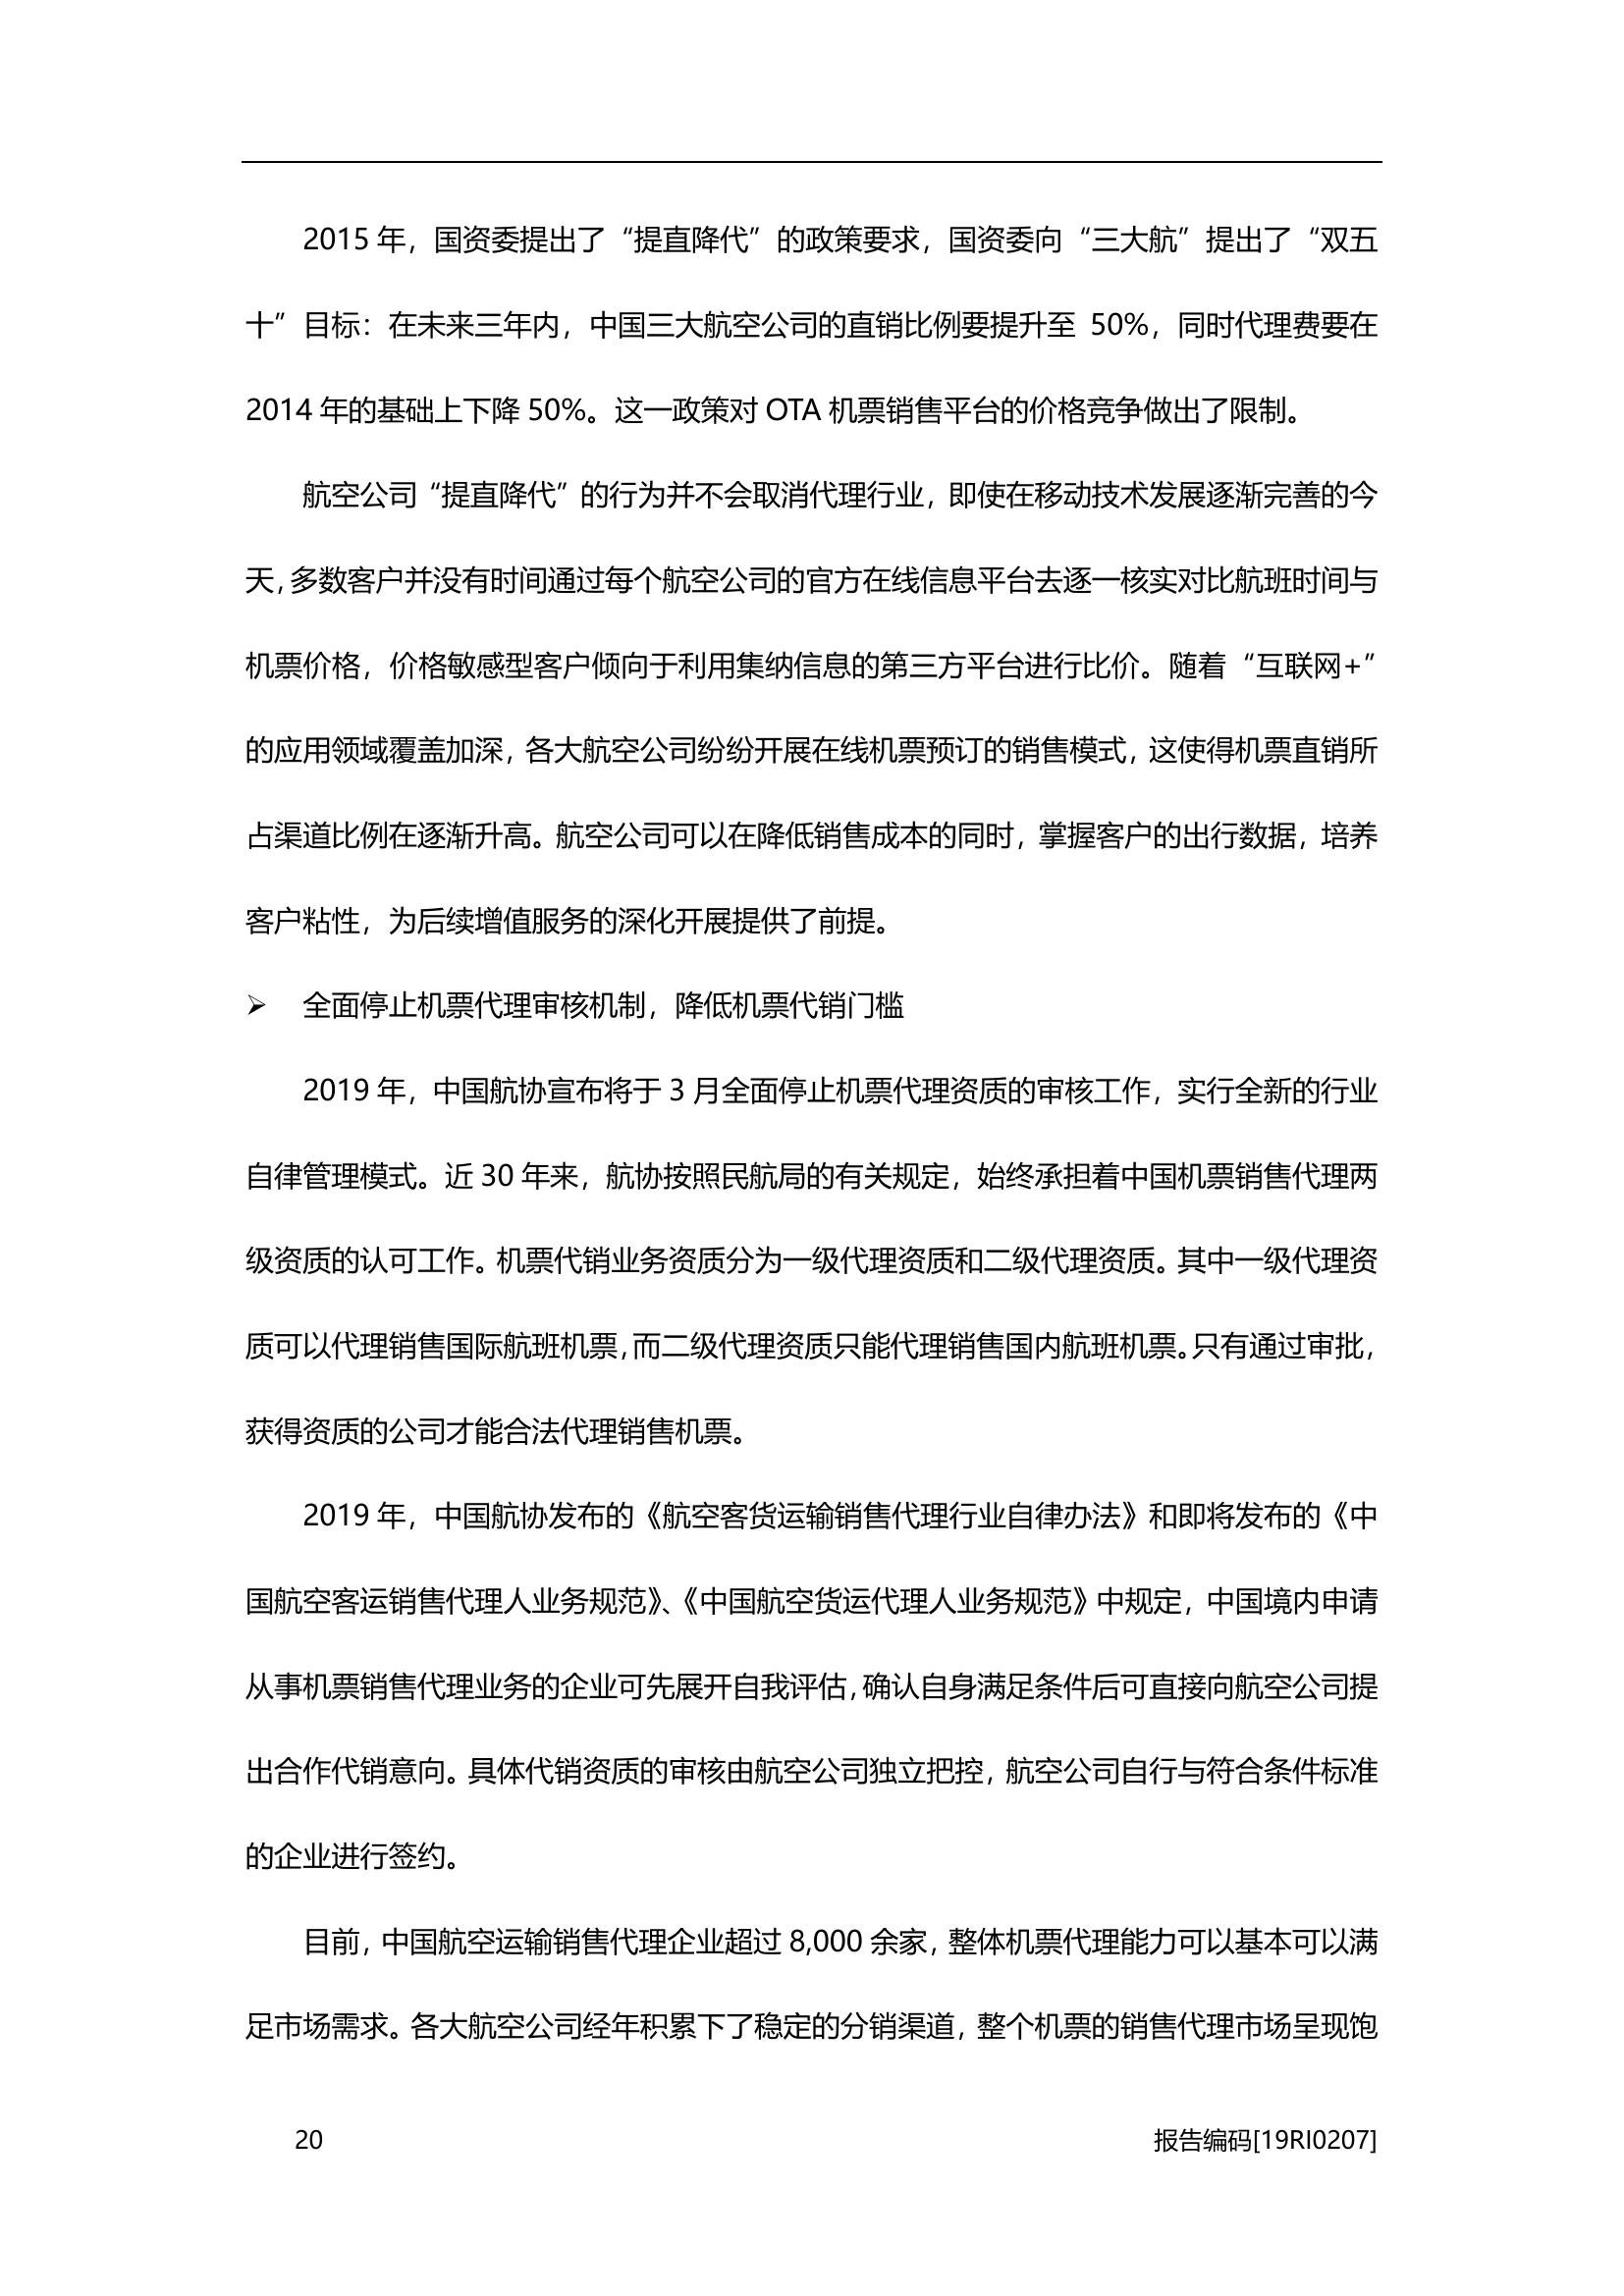 2015 年，国资委提出了“提直降代”的政策要求，国资委向“三大航”提出了“双五
十”目标：在未来三年内，中国三大航空公司的直销比例要提升至 50%，同时代理费要在
2014 年的基础上下降 50%。这一政策对 OTA 机票销售平台的价格竞争做出了限制。
航空公司“提直降代”的行为并不会取消代理行业，即使在移动技术发展逐渐完善的今
天，多数客户并没有时间通过每个航空公司的官方在线信息平台去逐一核实对比航班时间与
机票价格，价格敏感型客户倾向于利用集纳信息的第三方平台进行比价。随着“互联网+”
的应用领域覆盖加深，各大航空公司纷纷开展在线机票预订的销售模式，这使得机票直销所
占渠道比例在逐渐升高。航空公司可以在降低销售成本的同时，掌握客户的出行数据，培养
客户粘性，为后续增值服务的深化开展提供了前提。
➢ 全面停止机票代理审核机制，降低机票代销门槛
2019 年，中国航协宣布将于 3 月全面停止机票代理资质的审核工作，实行全新的行业
自律管理模式。近 30 年来，航协按照民航局的有关规定，始终承担着中国机票销售代理两
级资质的认可工作。机票代销业务资质分为一级代理资质和二级代理资质。其中一级代理资
质可以代理销售国际航班机票，而二级代理资质只能代理销售国内航班机票。只有通过审批，
获得资质的公司才能合法代理销售机票。
2019 年，中国航协发布的《航空客货运输销售代理行业自律办法》和即将发布的《中
国航空客运销售代理人业务规范》、《中国航空货运代理人业务规范》中规定，中国境内申请
从事机票销售代理业务的企业可先展开自我评估，确认自身满足条件后可直接向航空公司提
出合作代销意向。具体代销资质的审核由航空公司独立把控，航空公司自行与符合条件标准
的企业进行签约。
目前，中国航空运输销售代理企业超过 8,000 余家，整体机票代理能力可以基本可以满
足市场需求。各大航空公司经年积累下了稳定的分销渠道，整个机票的销售代理市场呈现饱
20 报告编码[19RI0207]